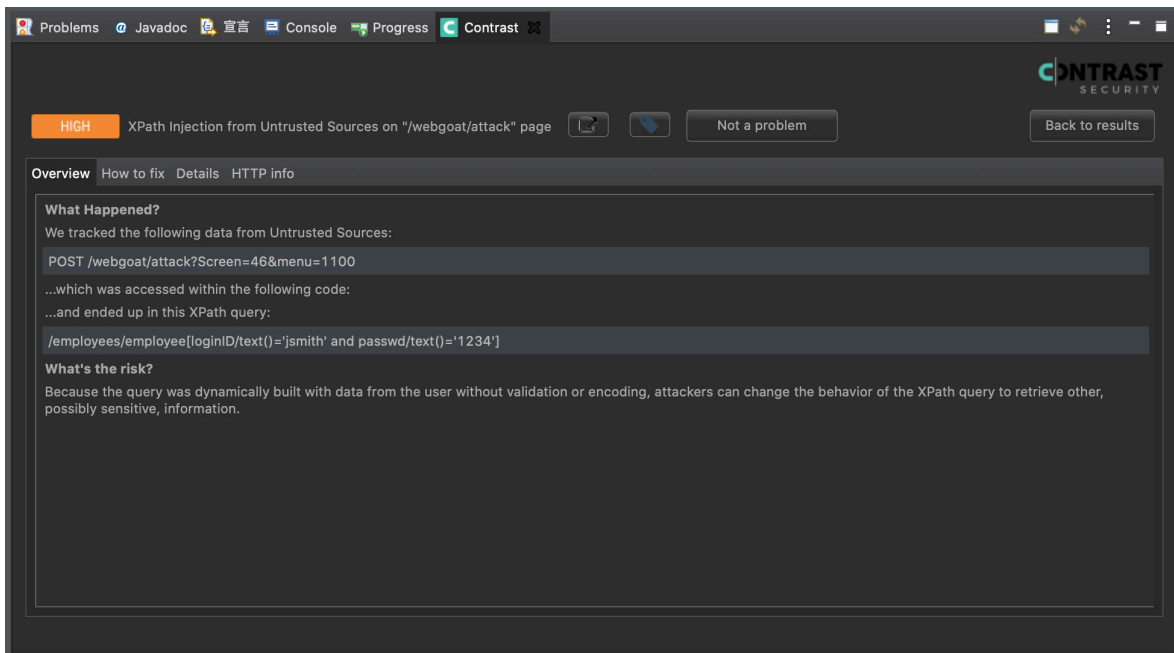 Problems @ Javadoc 宣言 Console Progress Contrast
CONTRAST
SECURITY
HIGH XPath Injection from Untrusted Sources on "/webgoat/attack" page Not a problem Back to results
Overview How to fix Details HTTP info
What Happened?
We tracked the following data from Untrusted Sources:
POST /webgoat/attack?Screen=46&menu=1100
...which was accessed within the following code:
...and ended up in this XPath query:
/employees/employee[loginID/text()='jsmith' and passwd/text()='1234']
What's the risk?
Because the query was dynamically built with data from the user without validation or encoding, attackers can change the behavior of the XPath query to retrieve other,
possibly sensitive, information.